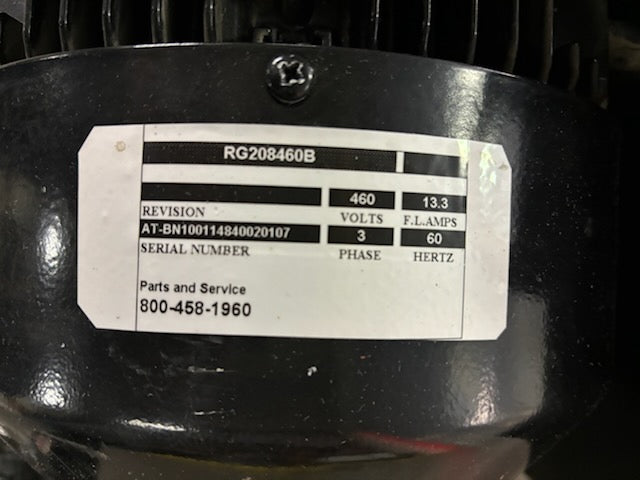 RG208460B
460 13.3
REVISION VOLTS F.L.AMPS
AT-BN100114840020107 3 60
SERIAL NUMBER PHASE HERTZ
Parts and Service
800-458-1960